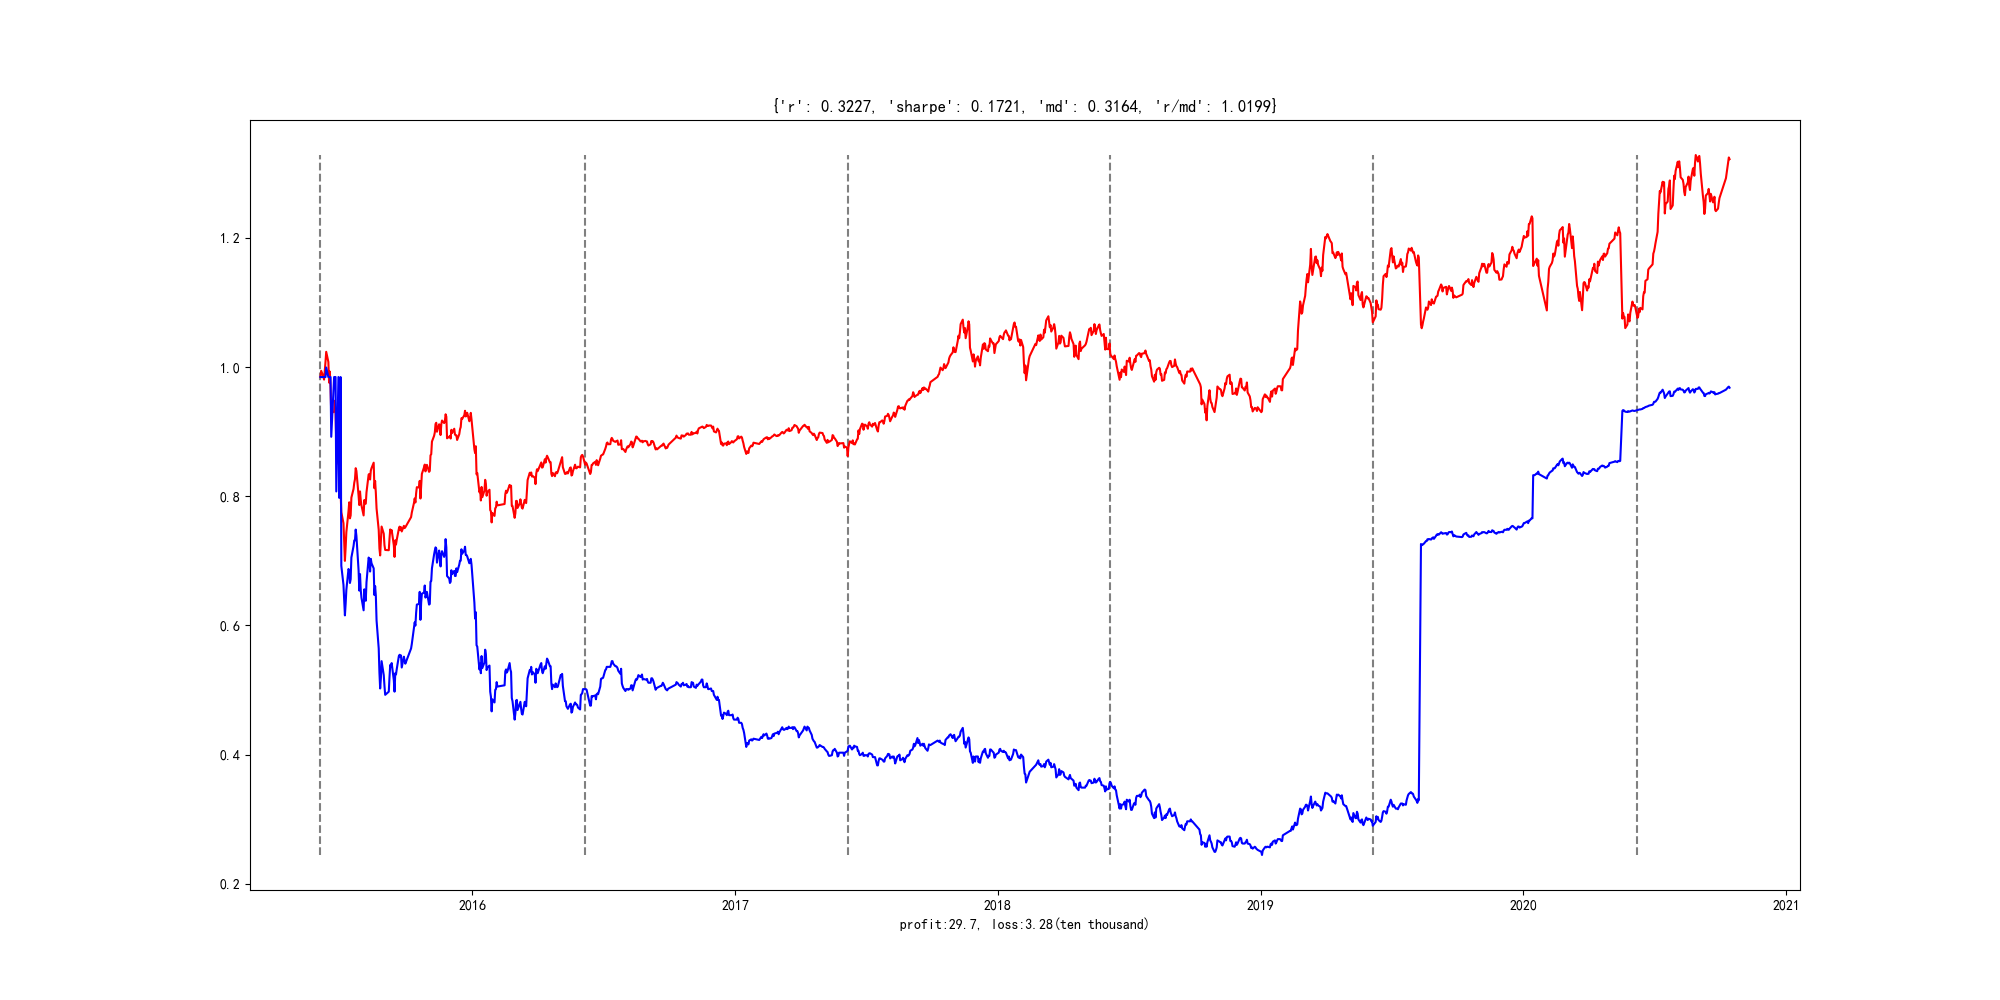 {'r': 0.3227, 'sharpe': 0.1721, 'md': 0.3164, 'r/md': 1.0199}
1.2
1.0
0.8
0.6
0.4
0.2
2016 2017 2018 2019 2020 2021
profit:29.7, loss:3.28(ten thousand)